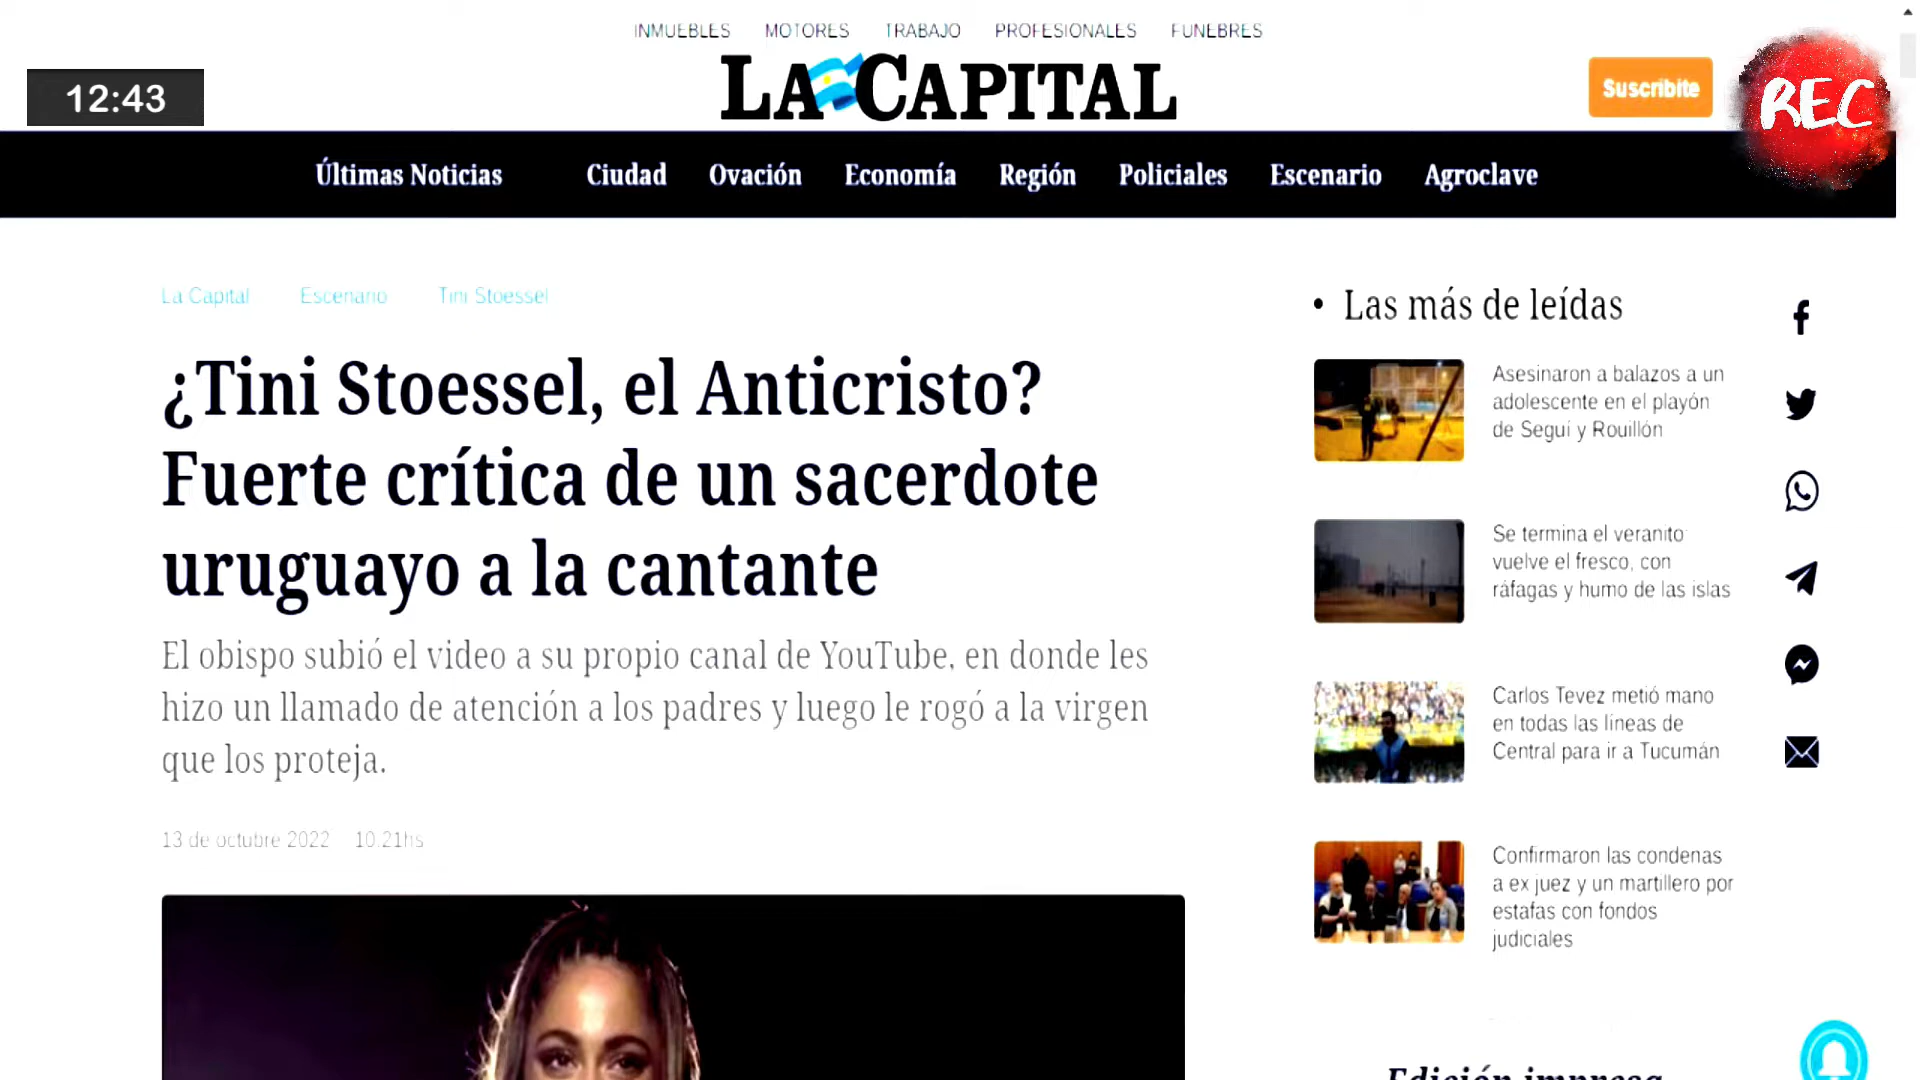 INMUEBLES MOTORES TRABAJO PROFESIONALES FUNEBRES
LA CAPITAL
Suscribite
REC
12:43
Últimas Noticias Ciudad Ovación Economía Región Policiales Escenario Agroclave
La Capital Escenario Tini Stoessel
¿Tini Stoessel, el Anticristo?
Fuerte crítica de un sacerdote
uruguayo a la cantante
El obispo subió el video a su propio canal de YouTube, en donde les
hizo un llamado de atención a los padres y luego le rogó a la virgen
que los proteja.
13 de octubre 2022 10:21hs
• Las más de leídas
Asesinaron a balazos a un
adolescente en el playón
de Seguí y Rouillón
Se termina el veranito
vuelve el fresco, con
ráfagas y humo de las islas
Carlos Tevez metió mano
en todas las líneas de
Central para ir a Tucumán
Confirmaron las condenas
a ex juez y un martillero por
estafas con fondos
judiciales
Edición impresa